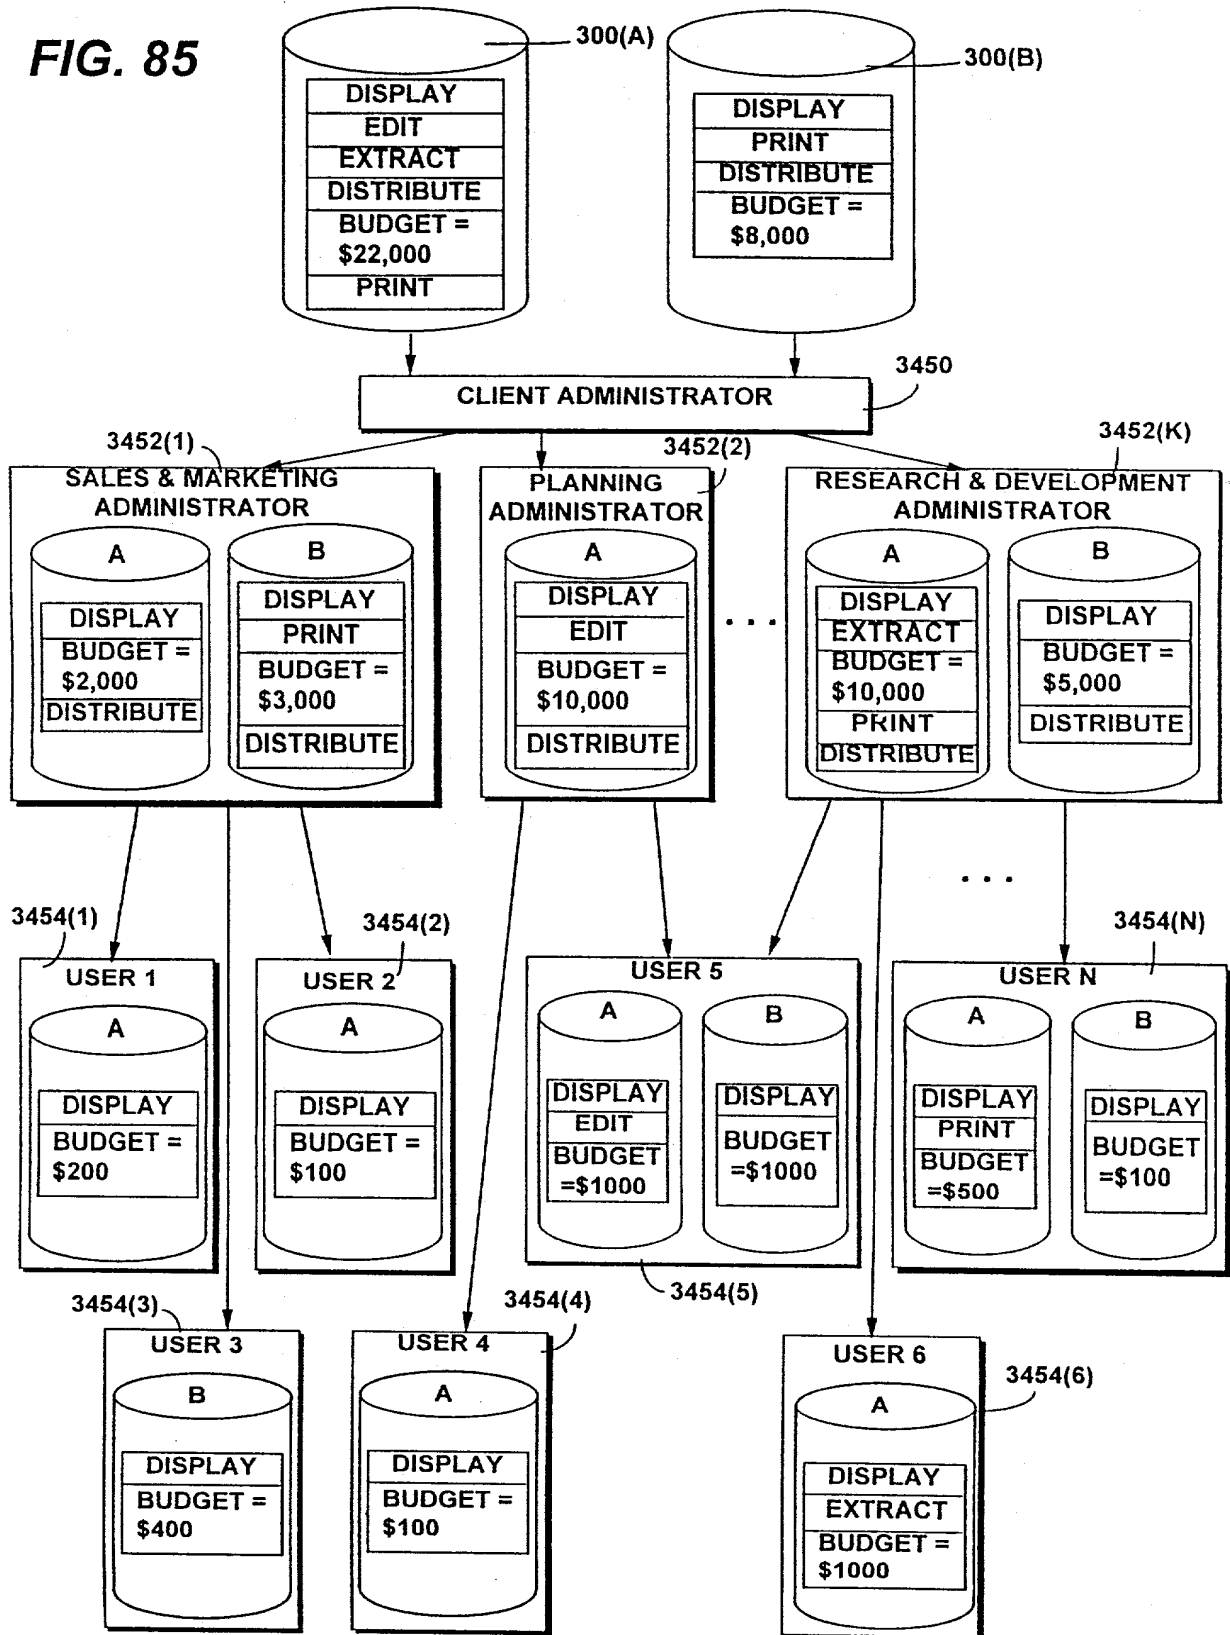 FIG. 85
300(A)
DISPLAY
EDIT
EXTRACT
DISTRIBUTE
BUDGET =
$22,000
PRINT
300(B)
DISPLAY
PRINT
DISTRIBUTE
BUDGET =
$8,000
3450
CLIENT ADMINISTRATOR
3452(1)
SALES & MARKETING
ADMINISTRATOR
A
DISPLAY
BUDGET =
$2,000
DISTRIBUTE
B
DISPLAY
PRINT
BUDGET =
$3,000
DISTRIBUTE
3452(2)
PLANNING
ADMINISTRATOR
A
DISPLAY
EDIT
BUDGET =
$10,000
DISTRIBUTE
. . .
3452(K)
RESEARCH & DEVELOPMENT
ADMINISTRATOR
A
DISPLAY
EXTRACT
BUDGET =
$10,000
PRINT
DISTRIBUTE
B
DISPLAY
BUDGET =
$5,000
DISTRIBUTE
. . .
3454(1)
USER 1
A
DISPLAY
BUDGET =
$200
3454(2)
USER 2
A
DISPLAY
BUDGET =
$100
USER 5
A
DISPLAY
EDIT
BUDGET
=$1000
B
DISPLAY
BUDGET
=$1000
3454(5)
3454(N)
USER N
A
DISPLAY
PRINT
BUDGET
=$500
B
DISPLAY
BUDGET
=$100
3454(3)
USER 3
B
DISPLAY
BUDGET =
$400
3454(4)
USER 4
A
DISPLAY
BUDGET =
$100
3454(6)
USER 6
A
DISPLAY
EXTRACT
BUDGET =
$1000